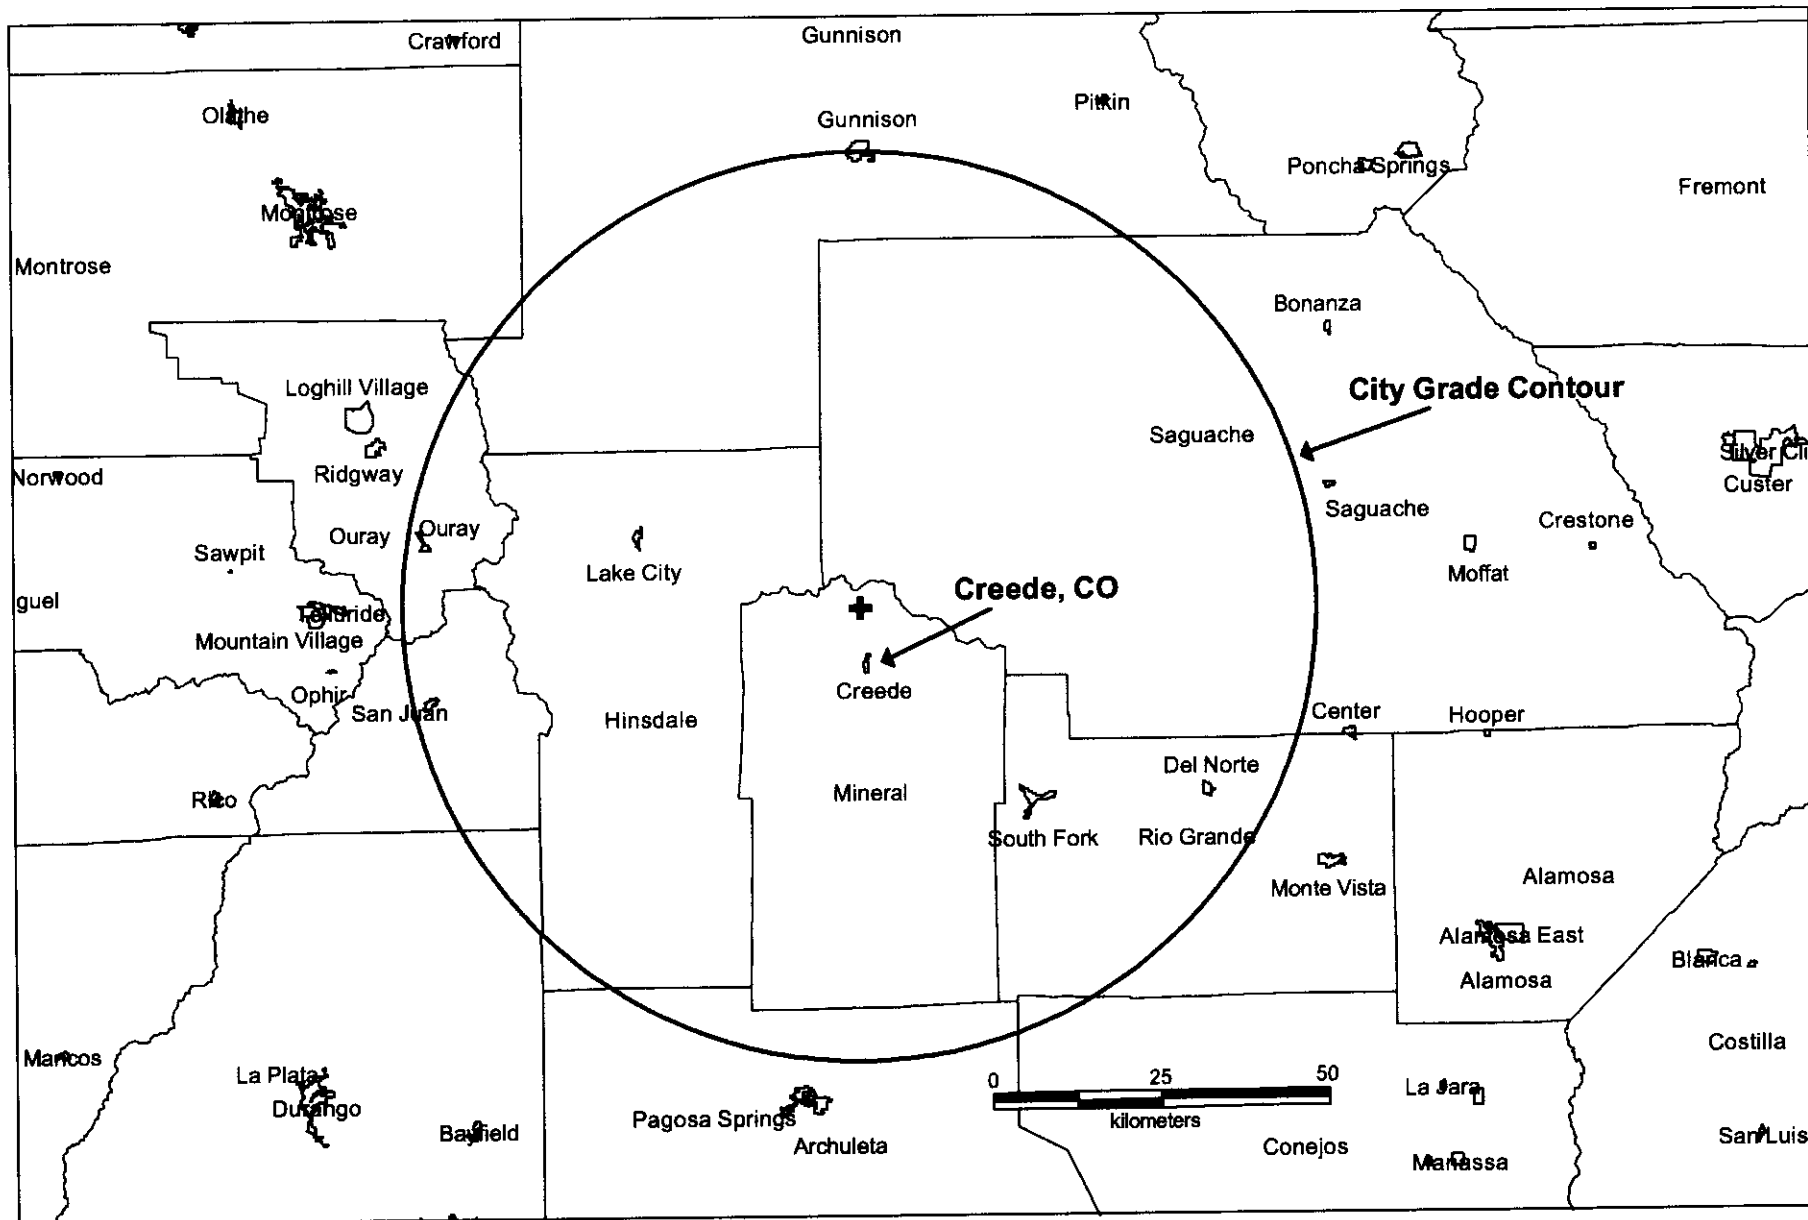 Crawford
Gunnison
Olathe
Gunnison
Pitkin
Poncha Springs
Fremont
Montrose
Montrose
Bonanza
Loghill Village
City Grade Contour
Saguache
Ridgway
Norwood
Silver Cli
Custer
Saguache
Crestone
Ouray
Ouray
Sawpit
Lake City
Moffat
Creede, CO
guel
Telluride
Mountain Village
Ophir
Creede
San Juan
Hinsdale
Center
Hooper
Del Norte
Rico
Mineral
South Fork
Rio Grande
Monte Vista
Alamosa
Alamosa East
Alamosa
Blanca
Costilla
Mancos
La Plata
Durango
0 25 50
kilometers
La Jara
Pagosa Springs
Bayfield
Archuleta
Conejos
San Luis
Manassa